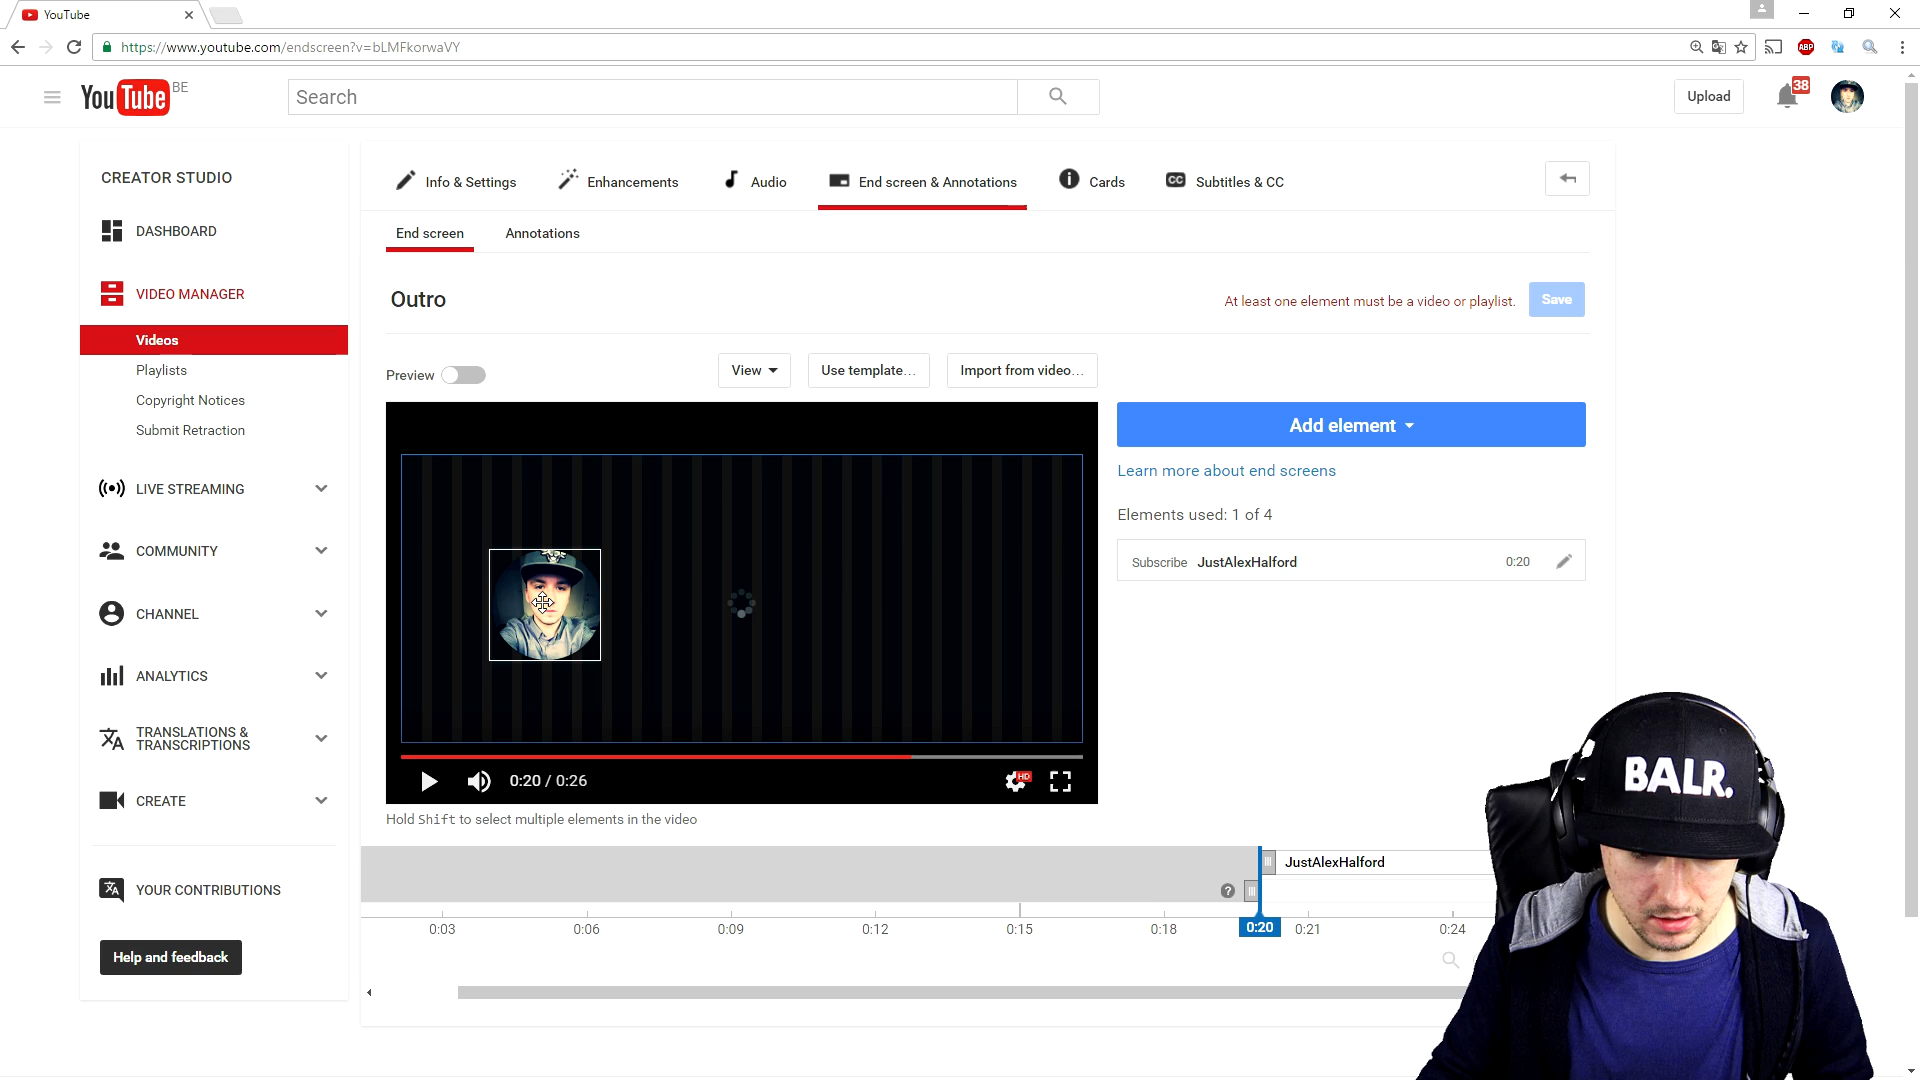 YouTube
https://www.youtube.com/endscreen?v=bLMFkorwaVY
ABP
YouTube BE
Search
Upload
38
CREATOR STUDIO
DASHBOARD
VIDEO MANAGER
Videos
Playlists
Copyright Notices
Submit Retraction
LIVE STREAMING
COMMUNITY
CHANNEL
ANALYTICS
TRANSLATIONS &
TRANSCRIPTIONS
CREATE
YOUR CONTRIBUTIONS
Help and feedback
Info & Settings
Enhancements
Audio
End screen & Annotations
Cards
CC Subtitles & CC
End screen
Annotations
Outro
At least one element must be a video or playlist.
Save
Preview
View
Use template...
Import from video...
Add element
Learn more about end screens
Elements used: 1 of 4
Subscribe JustAlexHalford 0:20
0:20 / 0:26
HD
Hold Shift to select multiple elements in the video
JustAlexHalford
?
0:03 0:06 0:09 0:12 0:15 0:18 0:20 0:21 0:24
BALR.